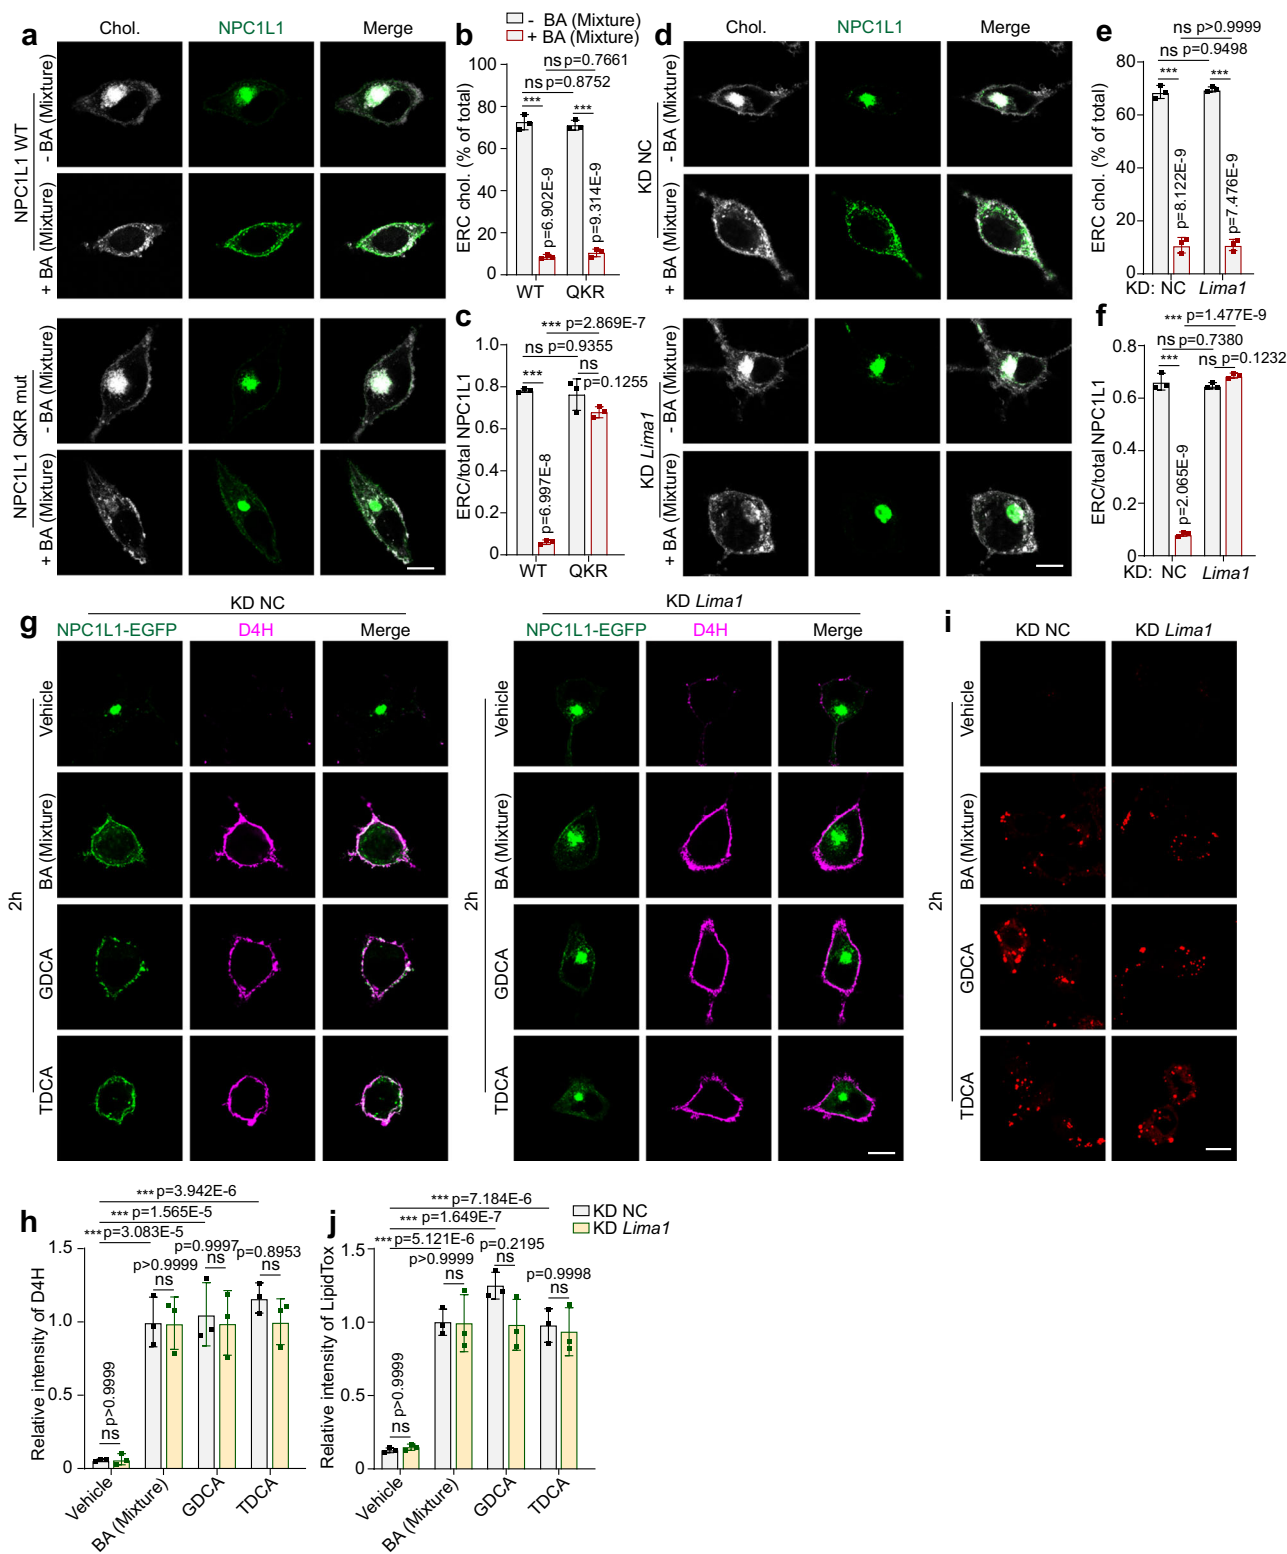 a
Chol. NPC1L1 Merge
NPC1L1 WT
- BA (Mixture)
+ BA (Mixture)
NPC1L1 QKR mut
- BA (Mixture)
+ BA (Mixture)
b
- BA (Mixture)
+ BA (Mixture)
ns p=0.7661
ns p=0.8752
*** ***
ERC chol. (% of total)
100
80
60
40
20
0
p=6.902E-9
p=9.314E-9
WT QKR
c
*** p=2.869E-7
ns p=0.9355
*** ns
p=0.1255
ERC/total NPC1L1
1.0
0.8
0.6
0.4
0.2
0
p=6.997E-8
WT QKR
d
Chol. NPC1L1 Merge
KD NC
- BA (Mixture)
+ BA (Mixture)
KD Lima1
- BA (Mixture)
+ BA (Mixture)
e
ns p>0.9999
ns p=0.9498
*** ***
ERC chol. (% of total)
80
60
40
20
0
p=8.122E-9
p=7.476E-9
KD: NC Lima1
f
*** p=1.477E-9
ns p=0.7380
*** ns p=0.1232
ERC/total NPC1L1
0.8
0.6
0.4
0.2
0
p=2.065E-9
KD: NC Lima1
g
KD NC
NPC1L1-EGFP D4H Merge
2h
Vehicle
BA (Mixture)
GDCA
TDCA
KD Lima1
NPC1L1-EGFP D4H Merge
2h
Vehicle
BA (Mixture)
GDCA
TDCA
i
KD NC KD Lima1
2h
Vehicle
BA (Mixture)
GDCA
TDCA
h
*** p=3.942E-6
*** p=1.565E-5
*** p=3.083E-5
p=0.9997
p>0.9999
p=0.8953
ns ns ns
p>0.9999
ns
Relative intensity of D4H
1.5
1.0
0.5
0
Vehicle
BA (Mixture)
GDCA
TDCA
j
KD NC
KD Lima1
*** p=7.184E-6
*** p=1.649E-7
*** p=5.121E-6
p=0.2195
p>0.9999
p=0.9998
ns ns ns
p>0.9999
ns
Relative intensity of LipidTox
1.5
1.0
0.5
0
Vehicle
BA (Mixture)
GDCA
TDCA